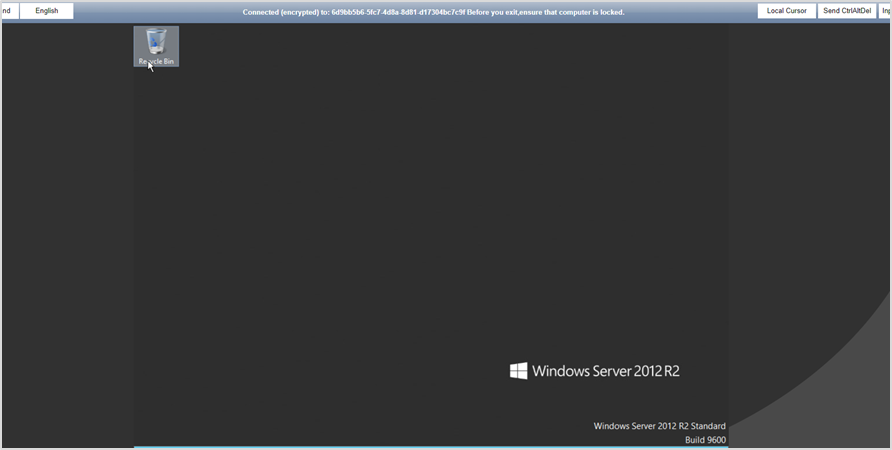 nd
English
Connected (encrypted) to: 6d9bb5b6-5fc7-4d8a-8d81-d17304bc7c9f Before you exit,ensure that computer is locked.
Local Cursor
Send CtrlAltDel
Inp
Recycle Bin
Windows Server 2012 R2
Windows Server 2012 R2 Standard
Build 9600